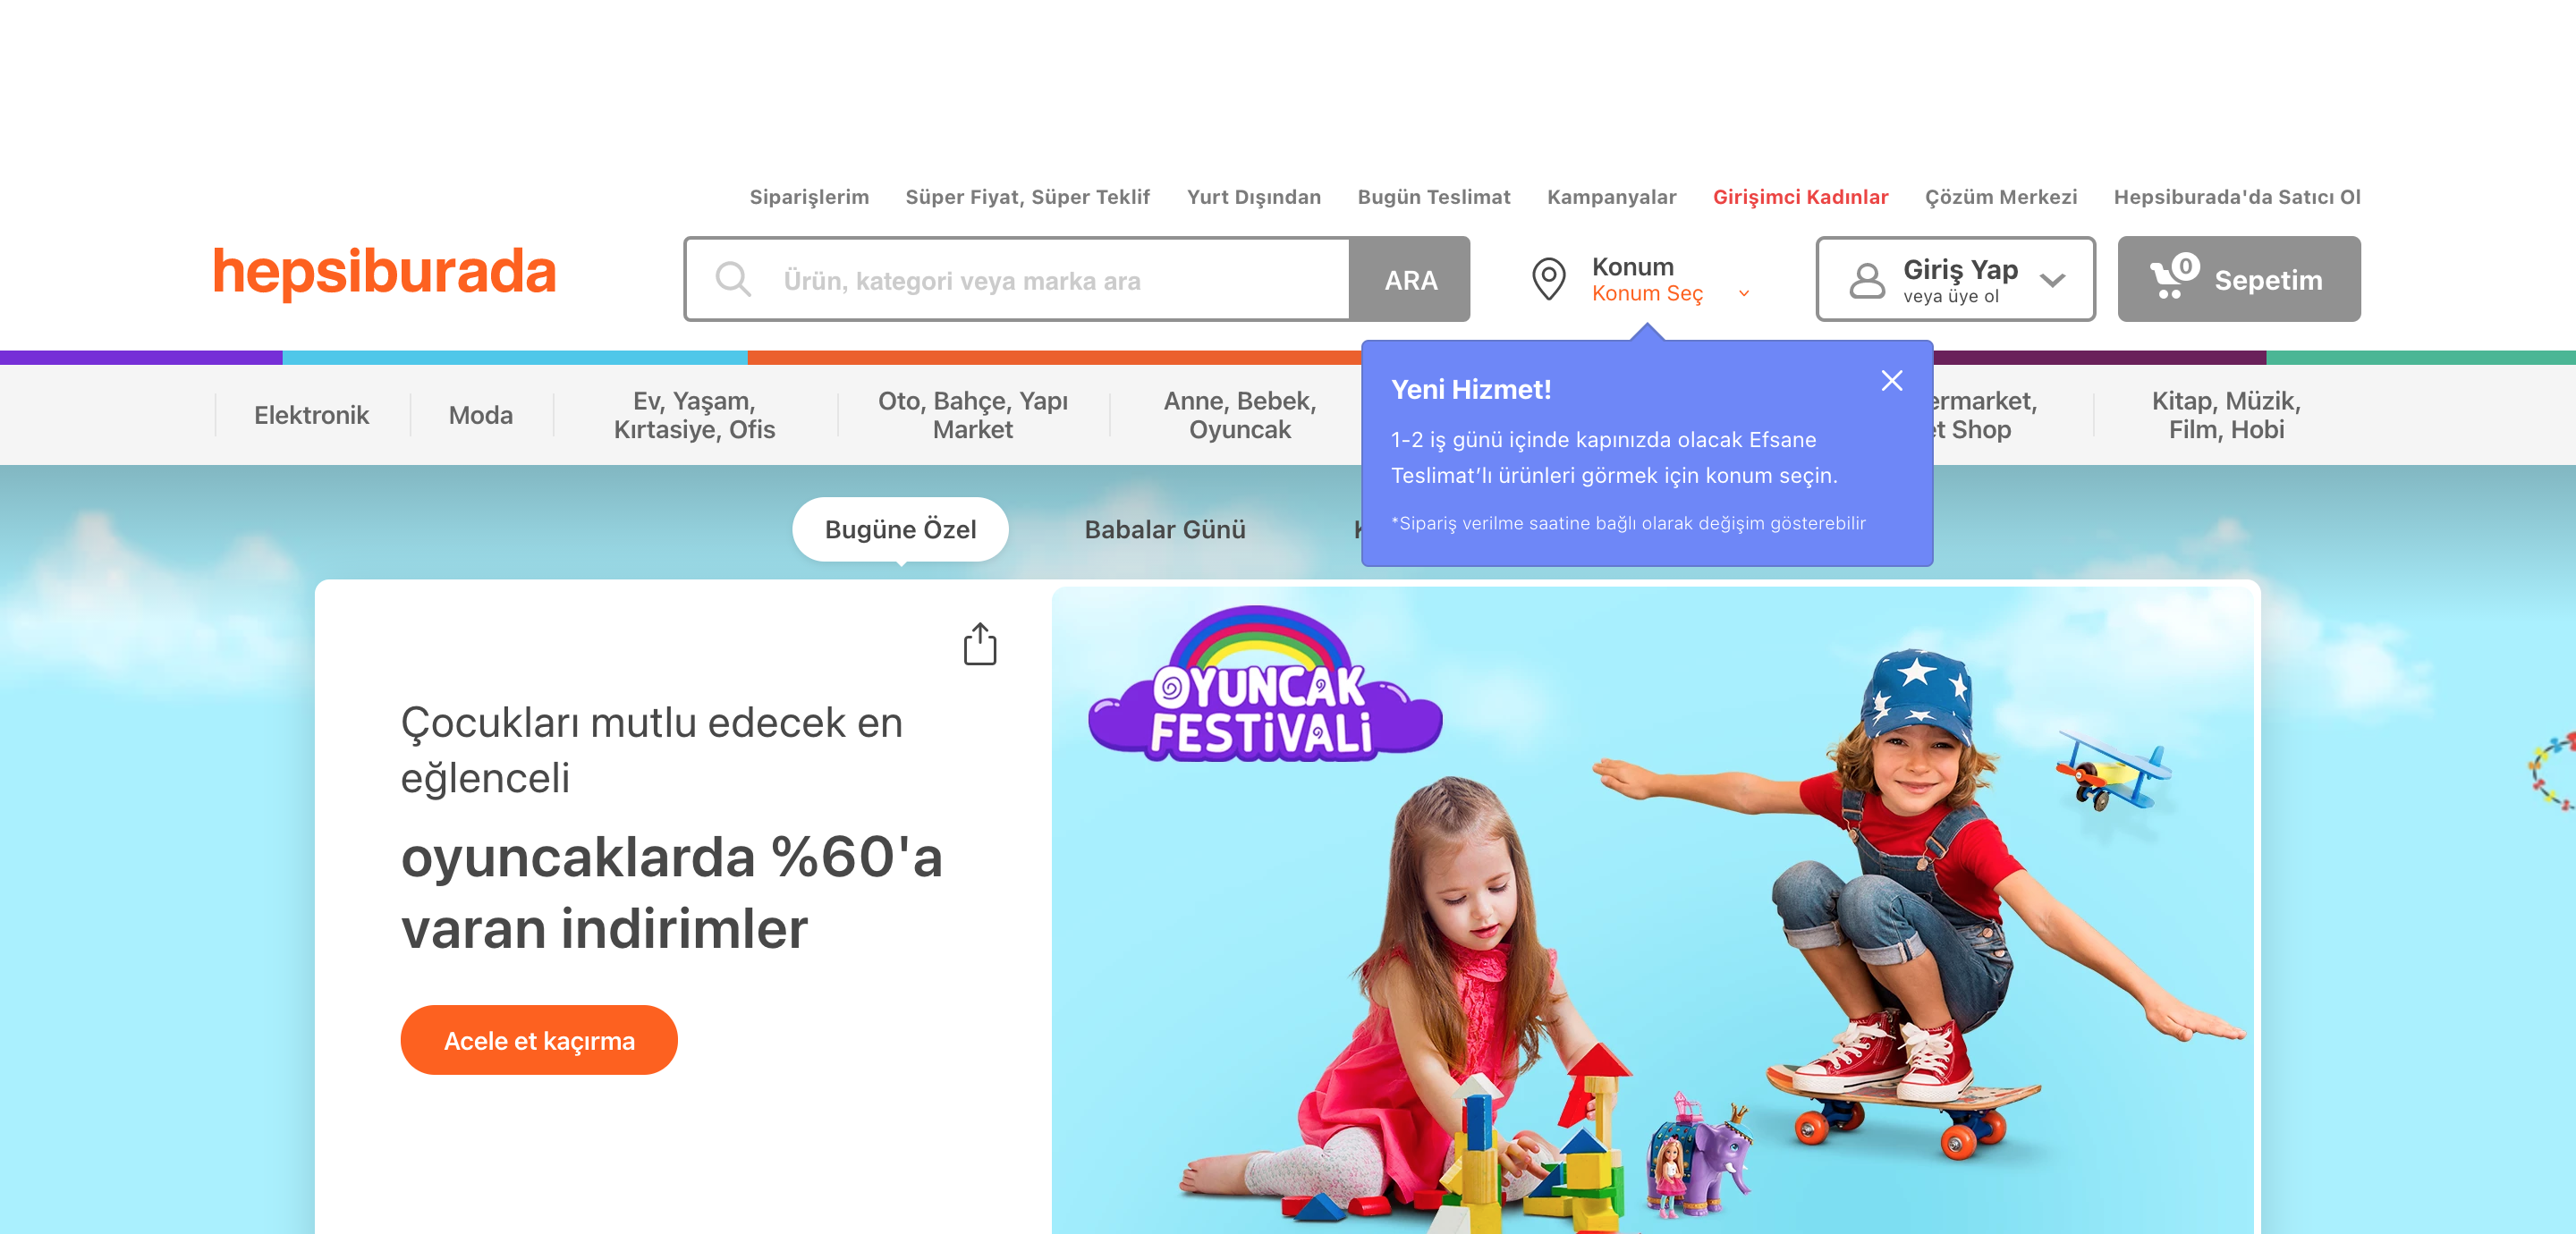 Siparişlerim Süper Fiyat, Süper Teklif Yurt Dışından Bugün Teslimat Kampanyalar Girişimci Kadınlar Çözüm Merkezi Hepsiburada'da Satıcı Ol
hepsiburada
Ürün, kategori veya marka ara
ARA
Konum
Konum Seç
Giriş Yap
veya üye ol
0
Sepetim
Elektronik
Moda
Ev, Yaşam,
Kırtasiye, Ofis
Oto, Bahçe, Yapı
Market
Anne, Bebek,
Oyuncak
Shop
Kitap, Müzik,
Film, Hobi
Yeni Hizmet!
1-2 iş günü içinde kapınızda olacak Efsane
Teslimat’lı ürünleri görmek için konum seçin.
*Sipariş verilme saatine bağlı olarak değişim gösterebilir
Bugüne Özel
Babalar Günü
Çocukları mutlu edecek en
eğlenceli
oyuncaklarda %60'a
varan indirimler
Acele et kaçırma
OYUNCAK
FESTİVALİ